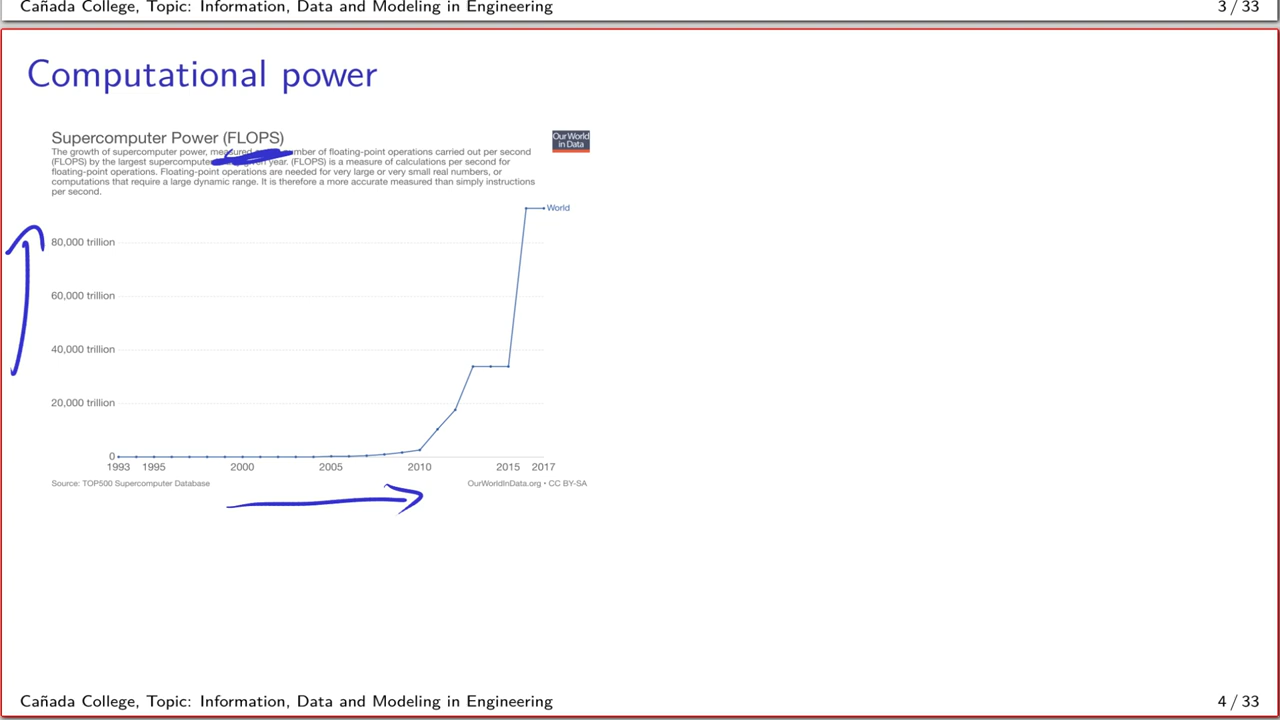 Cañada College, Topic: Information, Data and Modeling in Engineering 3 / 33
Computational power
Supercomputer Power (FLOPS)
Our World
in Data
The growth of supercomputer power, measured number of floating-point operations carried out per second
(FLOPS) by the largest supercomputer year. (FLOPS) is a measure of calculations per second for
floating-point operations. Floating-point operations are needed for very large or very small real numbers, or
computations that require a large dynamic range. It is therefore a more accurate measured than simply instructions
per second.
World
80,000 trillion
60,000 trillion
40,000 trillion
20,000 trillion
0
1993 1995 2000 2005 2010 2015 2017
Source: TOP500 Supercomputer Database OurWorldInData.org • CC BY-SA
Cañada College, Topic: Information, Data and Modeling in Engineering 4 / 33